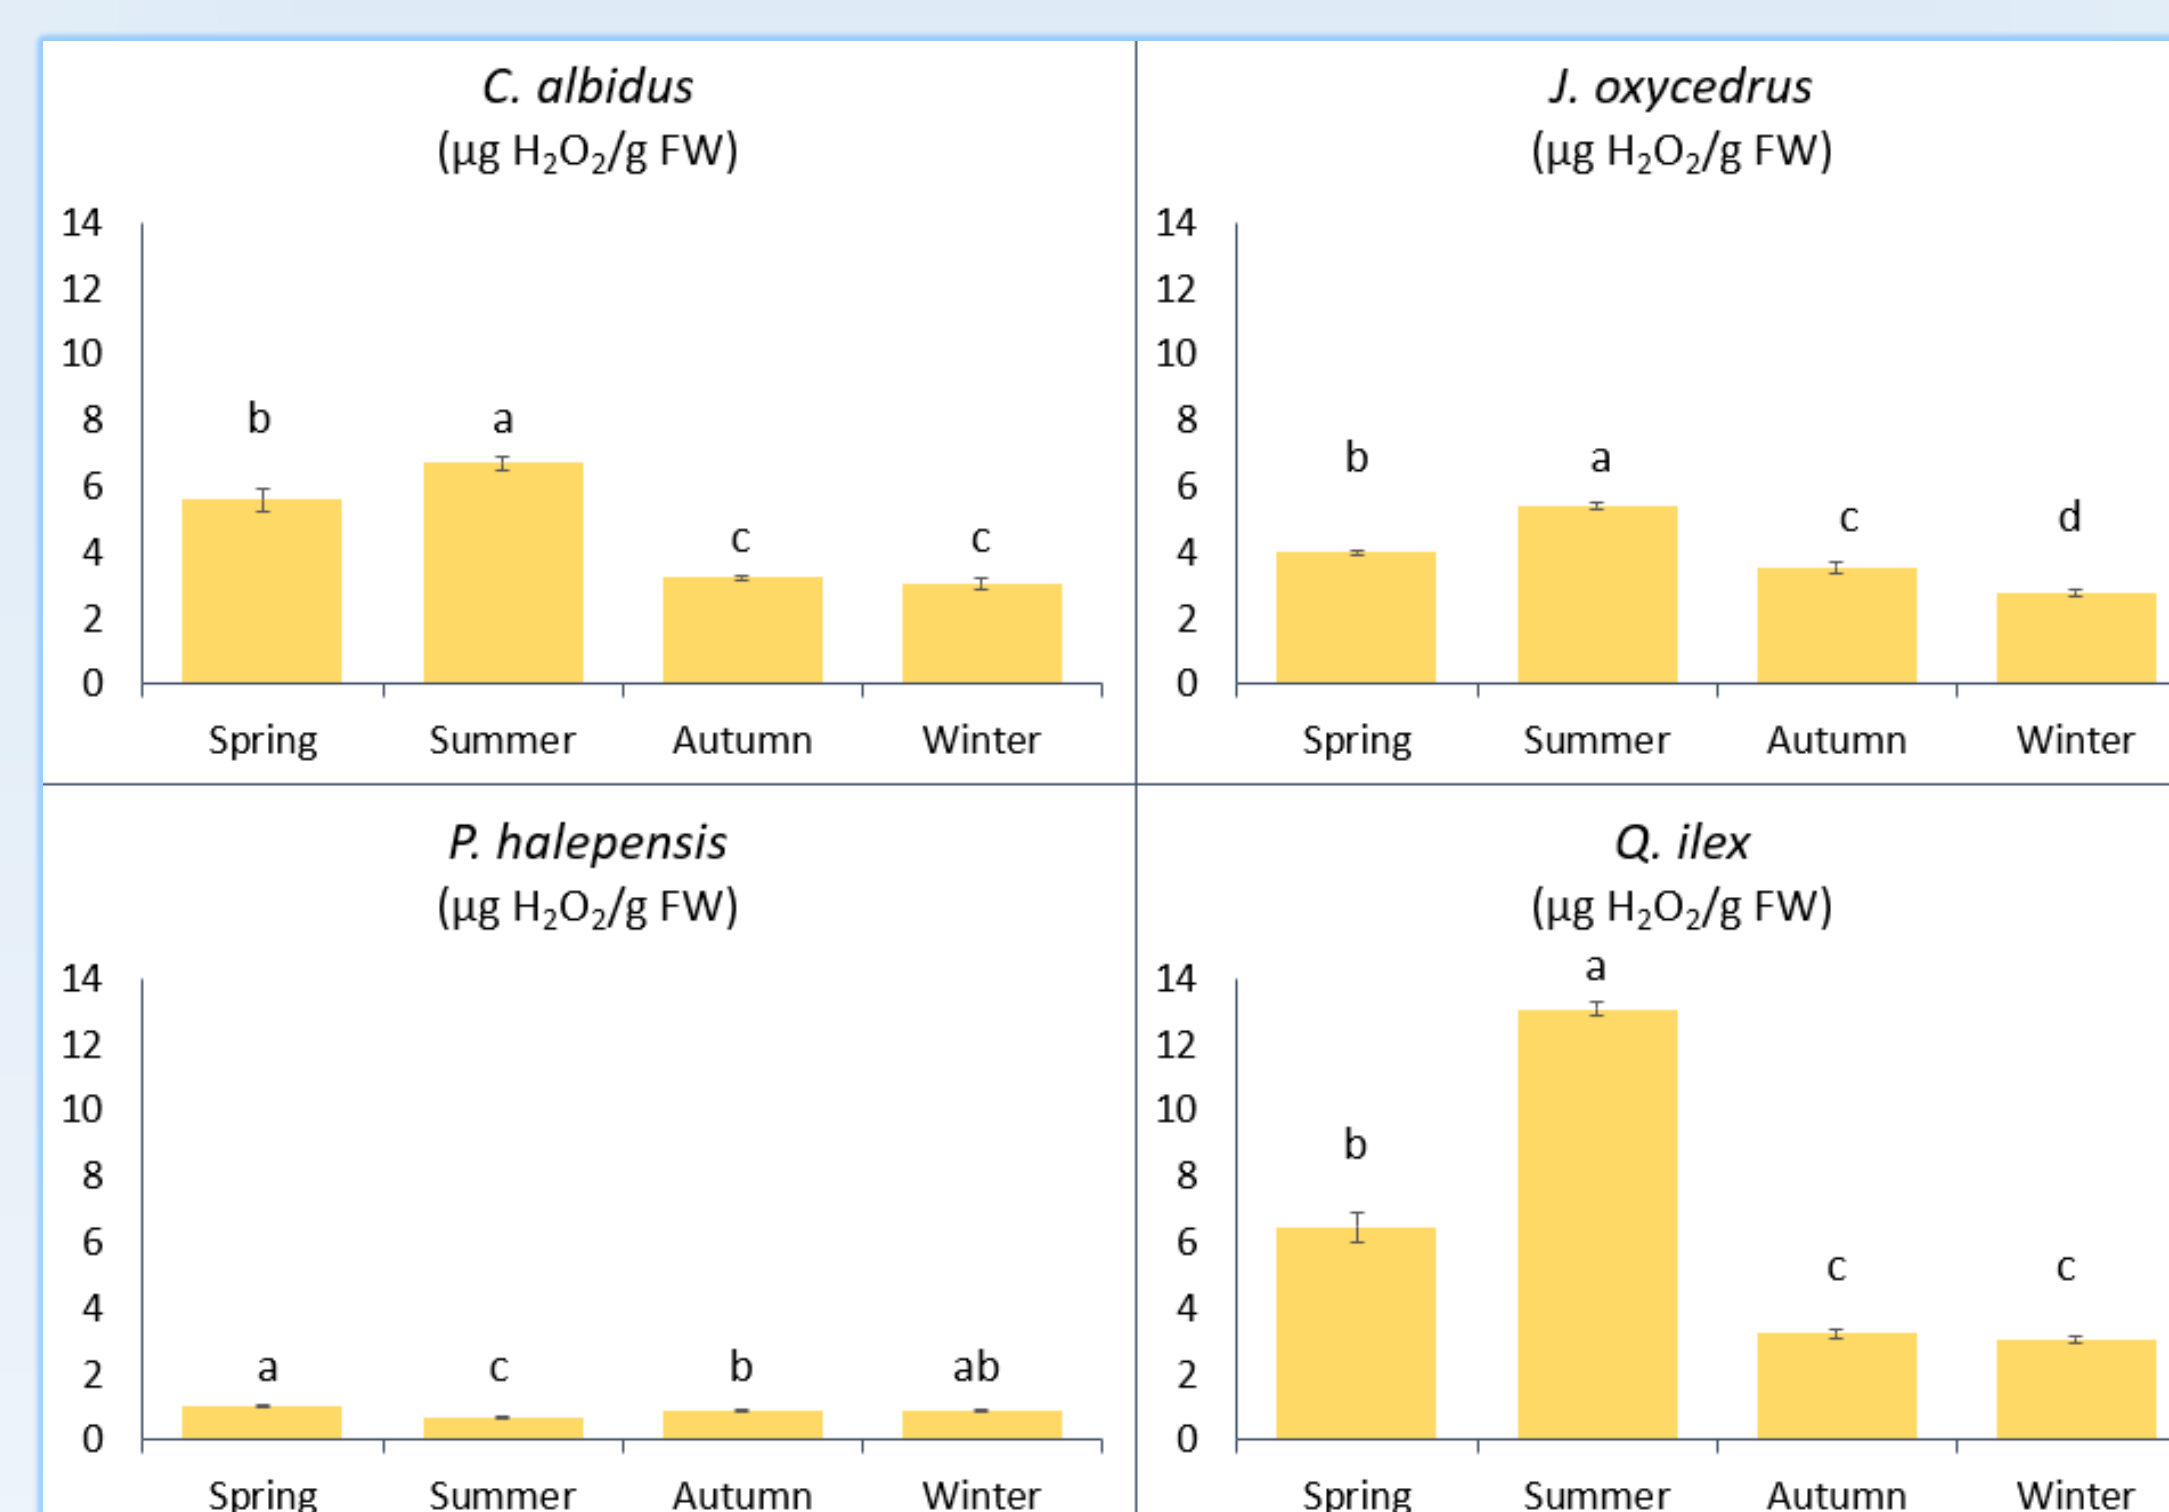 C. albidus
(µg H₂O₂/g FW)
14
12
10
8
6
4
2
0
b
a
c
c
Spring
Summer
Autumn
Winter
J. oxycedrus
(µg H₂O₂/g FW)
14
12
10
8
6
4
2
0
b
a
c
d
Spring
Summer
Autumn
Winter
P. halepensis
(µg H₂O₂/g FW)
14
12
10
8
6
4
2
0
a
c
b
ab
Spring
Summer
Autumn
Winter
Q. ilex
(µg H₂O₂/g FW)
14
12
10
8
6
4
2
0
b
a
c
c
Spring
Summer
Autumn
Winter